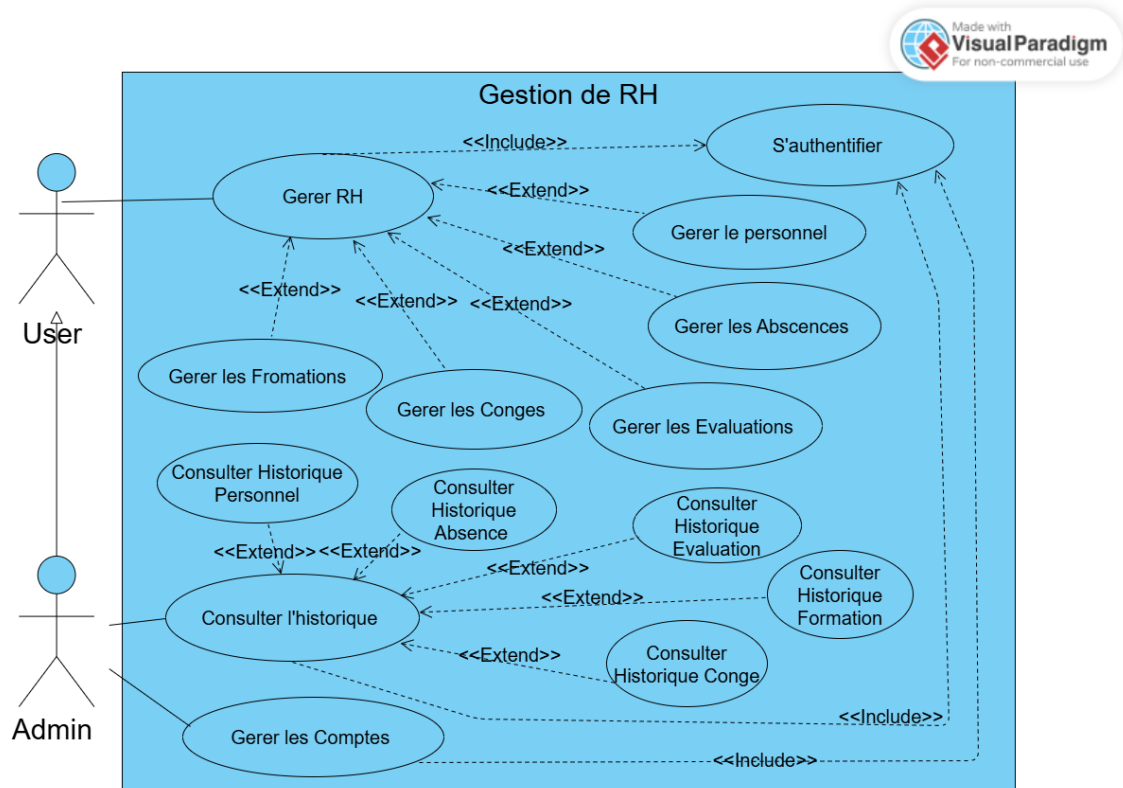 Made with
Visual Paradigm
For non-commercial use
Gestion de RH
<<Include>>
S'authentifier
Gerer RH
<<Extend>>
Gerer le personnel
<<Extend>>
<<Extend>>
<<Extend>>
<<Extend>>
Gerer les Abscences
User
Gerer les Fromations
Gerer les Conges
Gerer les Evaluations
Consulter Historique
Personnel
Consulter
Historique
Absence
Consulter
Historique
Evaluation
<<Extend>>
<<Extend>>
<<Extend>>
Consulter
Historique
Formation
<<Extend>>
Consulter l'historique
<<Extend>>
Consulter
Historique Conge
Admin
<<Include>>
Gerer les Comptes
<<Include>>